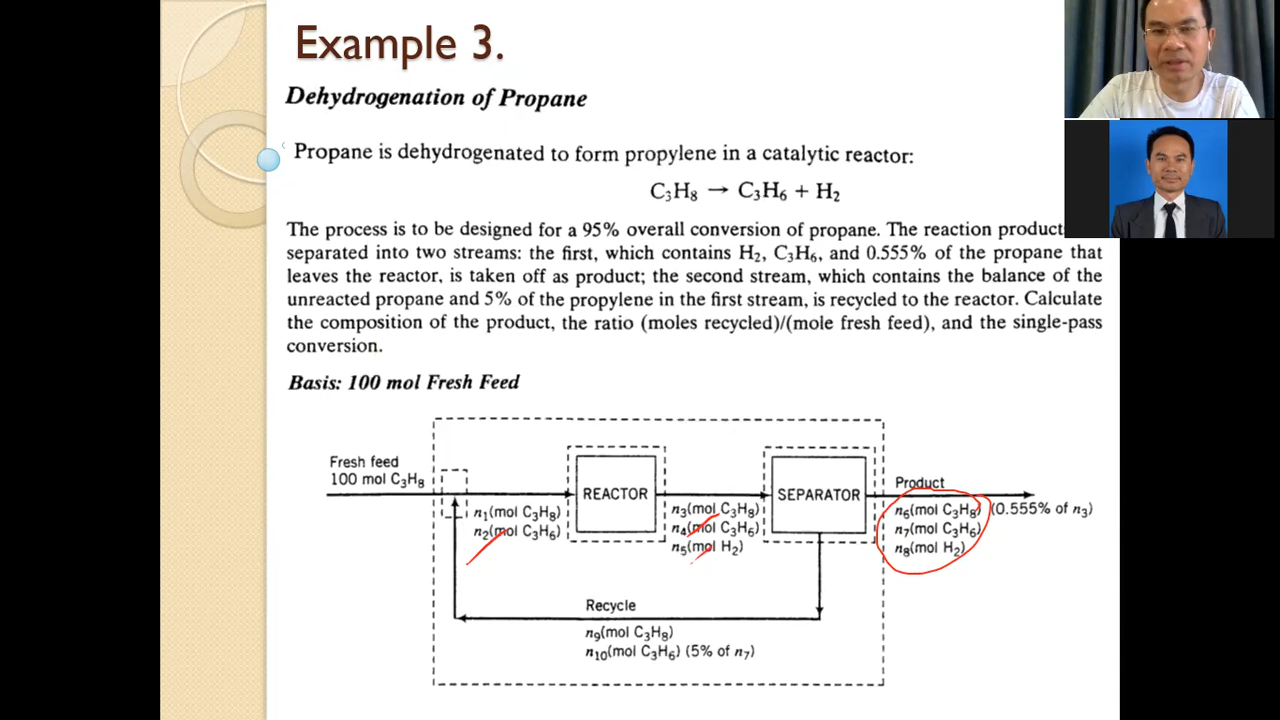 Example 3.
Dehydrogenation of Propane
Propane is dehydrogenated to form propylene in a catalytic reactor:
C₃H₈ → C₃H₆ + H₂
The process is to be designed for a 95% overall conversion of propane. The reaction product
separated into two streams: the first, which contains H₂, C₃H₆, and 0.555% of the propane that
leaves the reactor, is taken off as product; the second stream, which contains the balance of the
unreacted propane and 5% of the propylene in the first stream, is recycled to the reactor. Calculate
the composition of the product, the ratio (moles recycled)/(mole fresh feed), and the single-pass
conversion.
Basis: 100 mol Fresh Feed
Fresh feed
100 mol C₃H₈
n₁(mol C₃H₈)
n₂(mol C₃H₆)
REACTOR
n₃(mol C₃H₈)
n₄(mol C₃H₆)
n₅(mol H₂)
SEPARATOR
Product
n₆(mol C₃H₈) (0.555% of n₃)
n₇(mol C₃H₆)
n₈(mol H₂)
Recycle
n₉(mol C₃H₈)
n₁₀(mol C₃H₆) (5% of n₇)